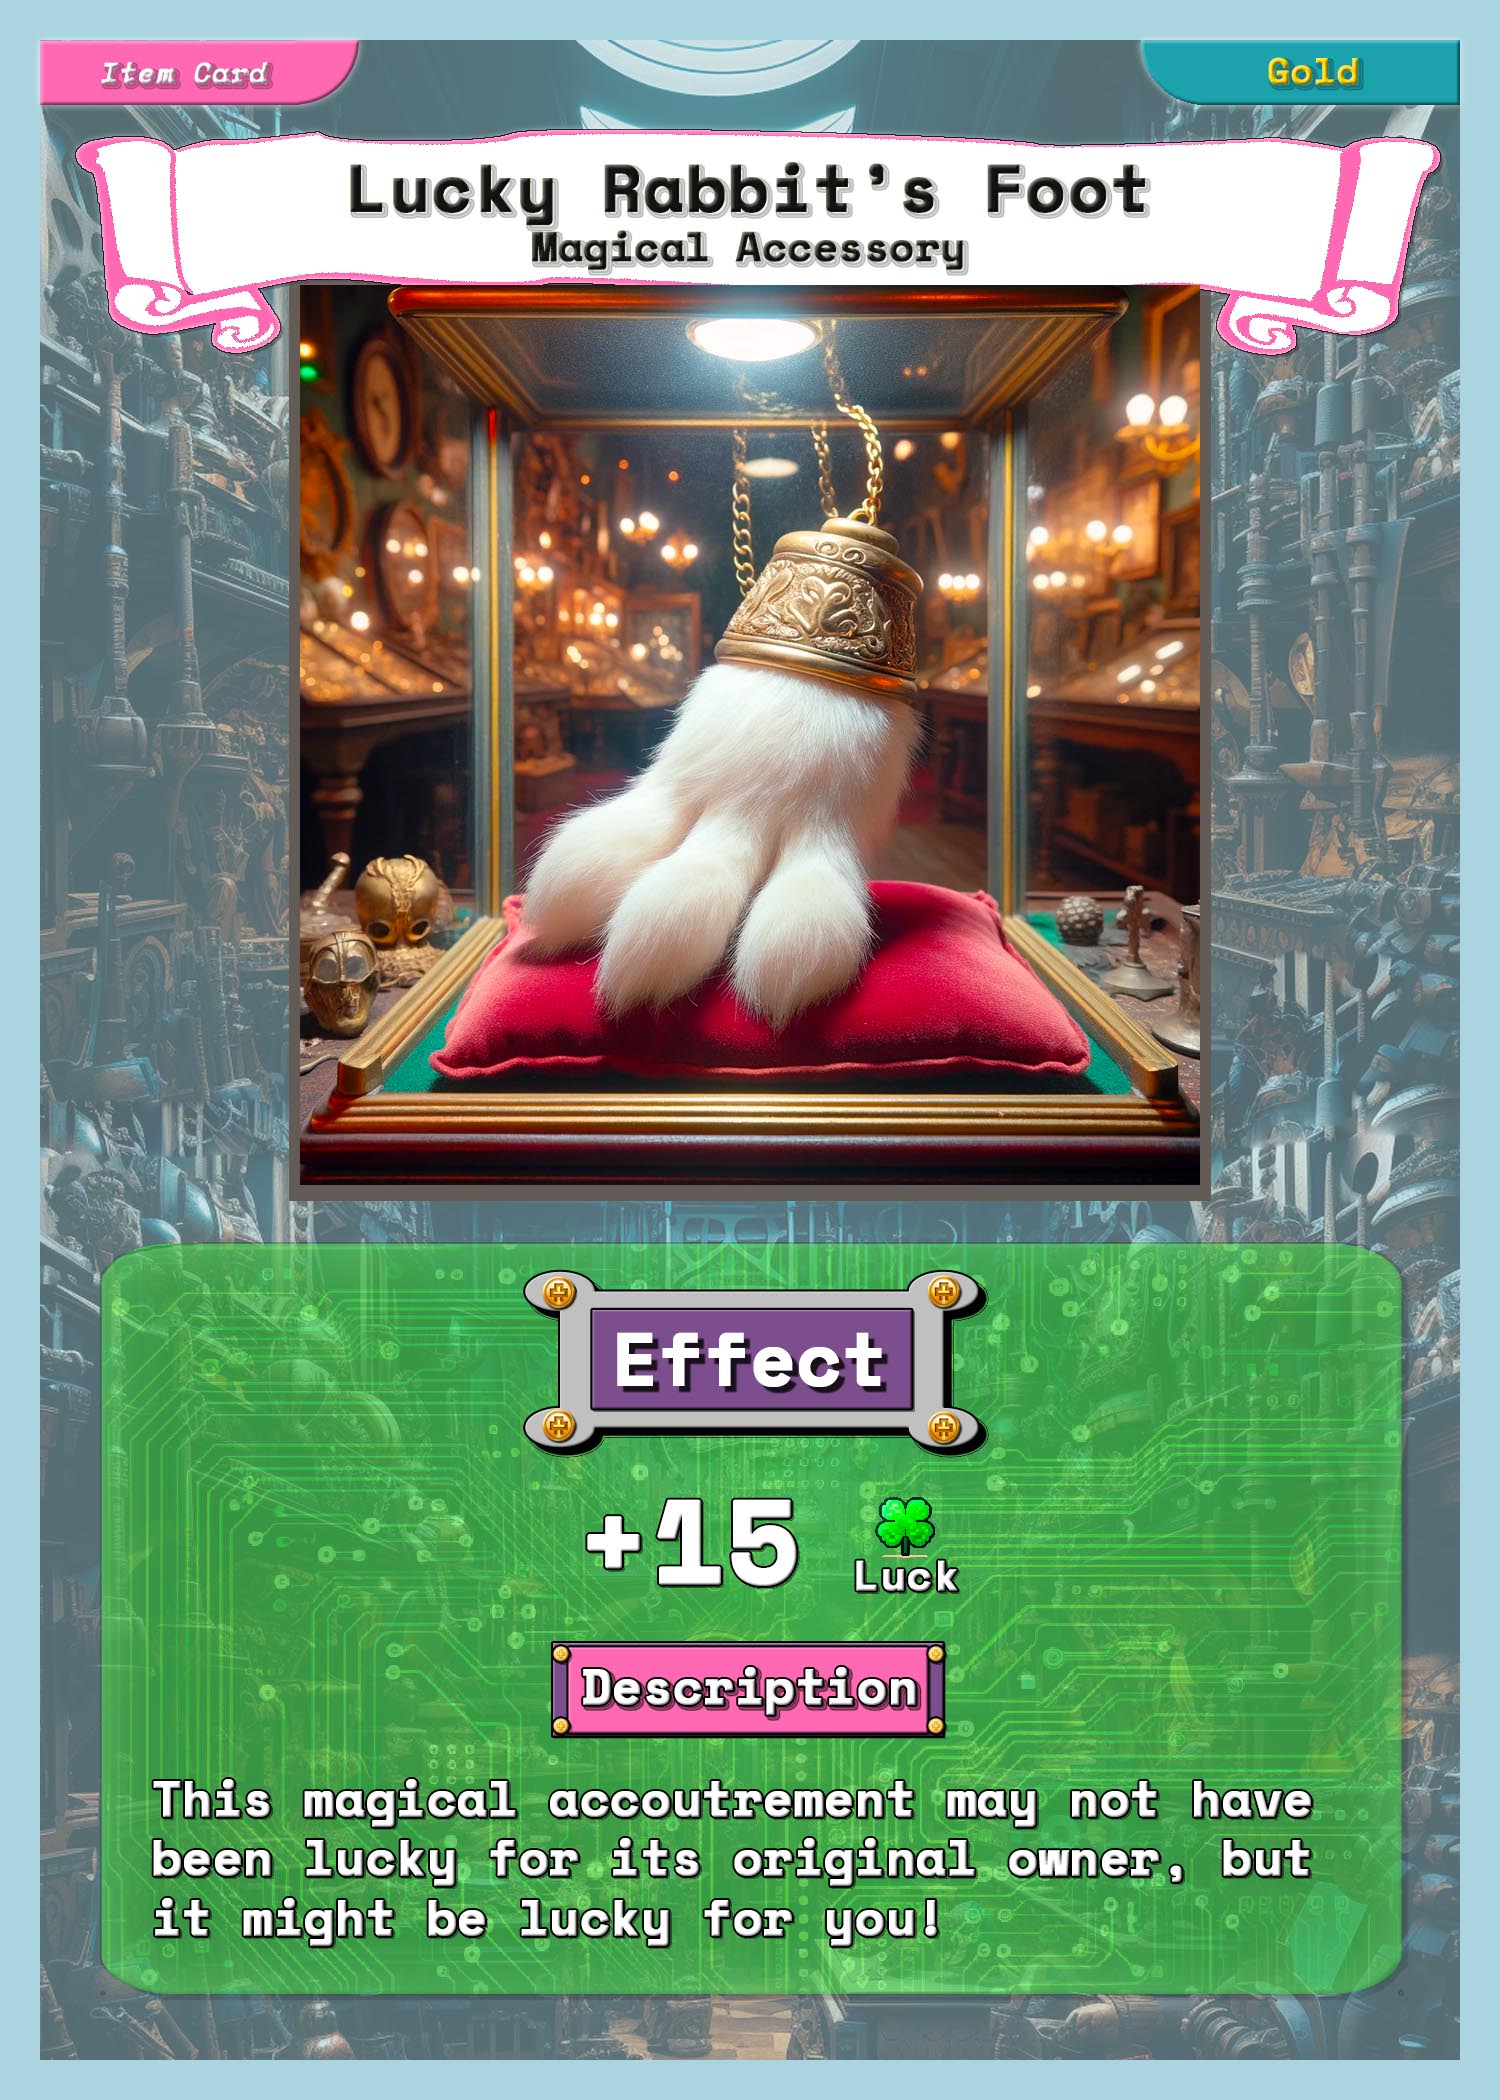 Item Card
Gold
Lucky Rabbit's Foot
Magical Accessory
Effect
+15
Luck
Description
This magical accoutrement may not have
been lucky for its original owner, but
it might be lucky for you!